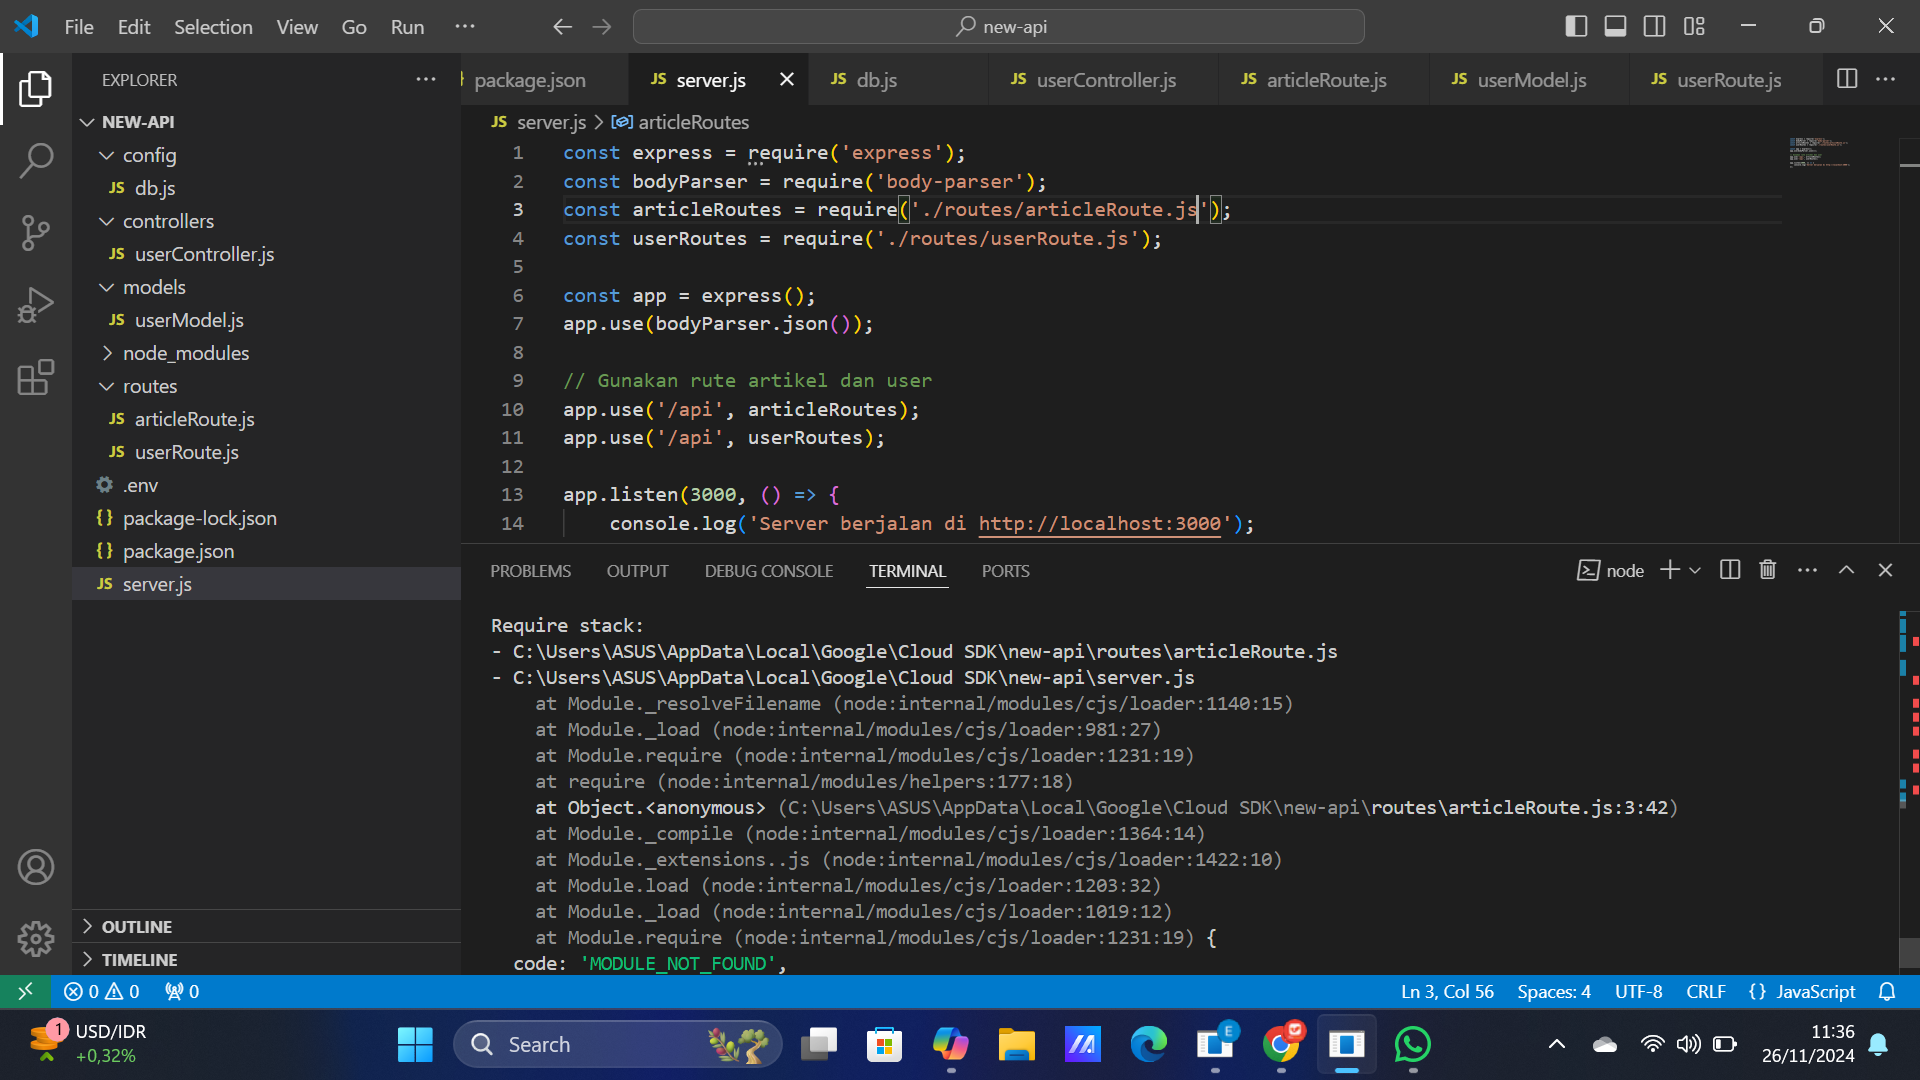 File Edit Selection View Go Run ···
new-api
EXPLORER ···
NEW-API
config
JS db.js
controllers
JS userController.js
models
JS userModel.js
node_modules
routes
JS articleRoute.js
JS userRoute.js
.env
{} package-lock.json
{} package.json
JS server.js
OUTLINE
TIMELINE
package.json JS server.js JS db.js JS userController.js JS articleRoute.js JS userModel.js JS userRoute.js ···
JS server.js > articleRoutes
1 const express = require('express');
2 const bodyParser = require('body-parser');
3 const articleRoutes = require('./routes/articleRoute.js');
4 const userRoutes = require('./routes/userRoute.js');
5
6 const app = express();
7 app.use(bodyParser.json());
8
9 // Gunakan rute artikel dan user
10 app.use('/api', articleRoutes);
11 app.use('/api', userRoutes);
12
13 app.listen(3000, () => {
14 console.log('Server berjalan di http://localhost:3000');
PROBLEMS OUTPUT DEBUG CONSOLE TERMINAL PORTS node ···
Require stack:
- C:\Users\ASUS\AppData\Local\Google\Cloud SDK\new-api\routes\articleRoute.js
- C:\Users\ASUS\AppData\Local\Google\Cloud SDK\new-api\server.js
at Module._resolveFilename (node:internal/modules/cjs/loader:1140:15)
at Module._load (node:internal/modules/cjs/loader:981:27)
at Module.require (node:internal/modules/cjs/loader:1231:19)
at require (node:internal/modules/helpers:177:18)
at Object.<anonymous> (C:\Users\ASUS\AppData\Local\Google\Cloud SDK\new-api\routes\articleRoute.js:3:42)
at Module._compile (node:internal/modules/cjs/loader:1364:14)
at Module._extensions..js (node:internal/modules/cjs/loader:1422:10)
at Module.load (node:internal/modules/cjs/loader:1203:32)
at Module._load (node:internal/modules/cjs/loader:1019:12)
at Module.require (node:internal/modules/cjs/loader:1231:19) {
code: 'MODULE_NOT_FOUND',
0 0 0 Ln 3, Col 56 Spaces: 4 UTF-8 CRLF {} JavaScript
1 USD/IDR
+0,32%
Search
E
11:36
26/11/2024